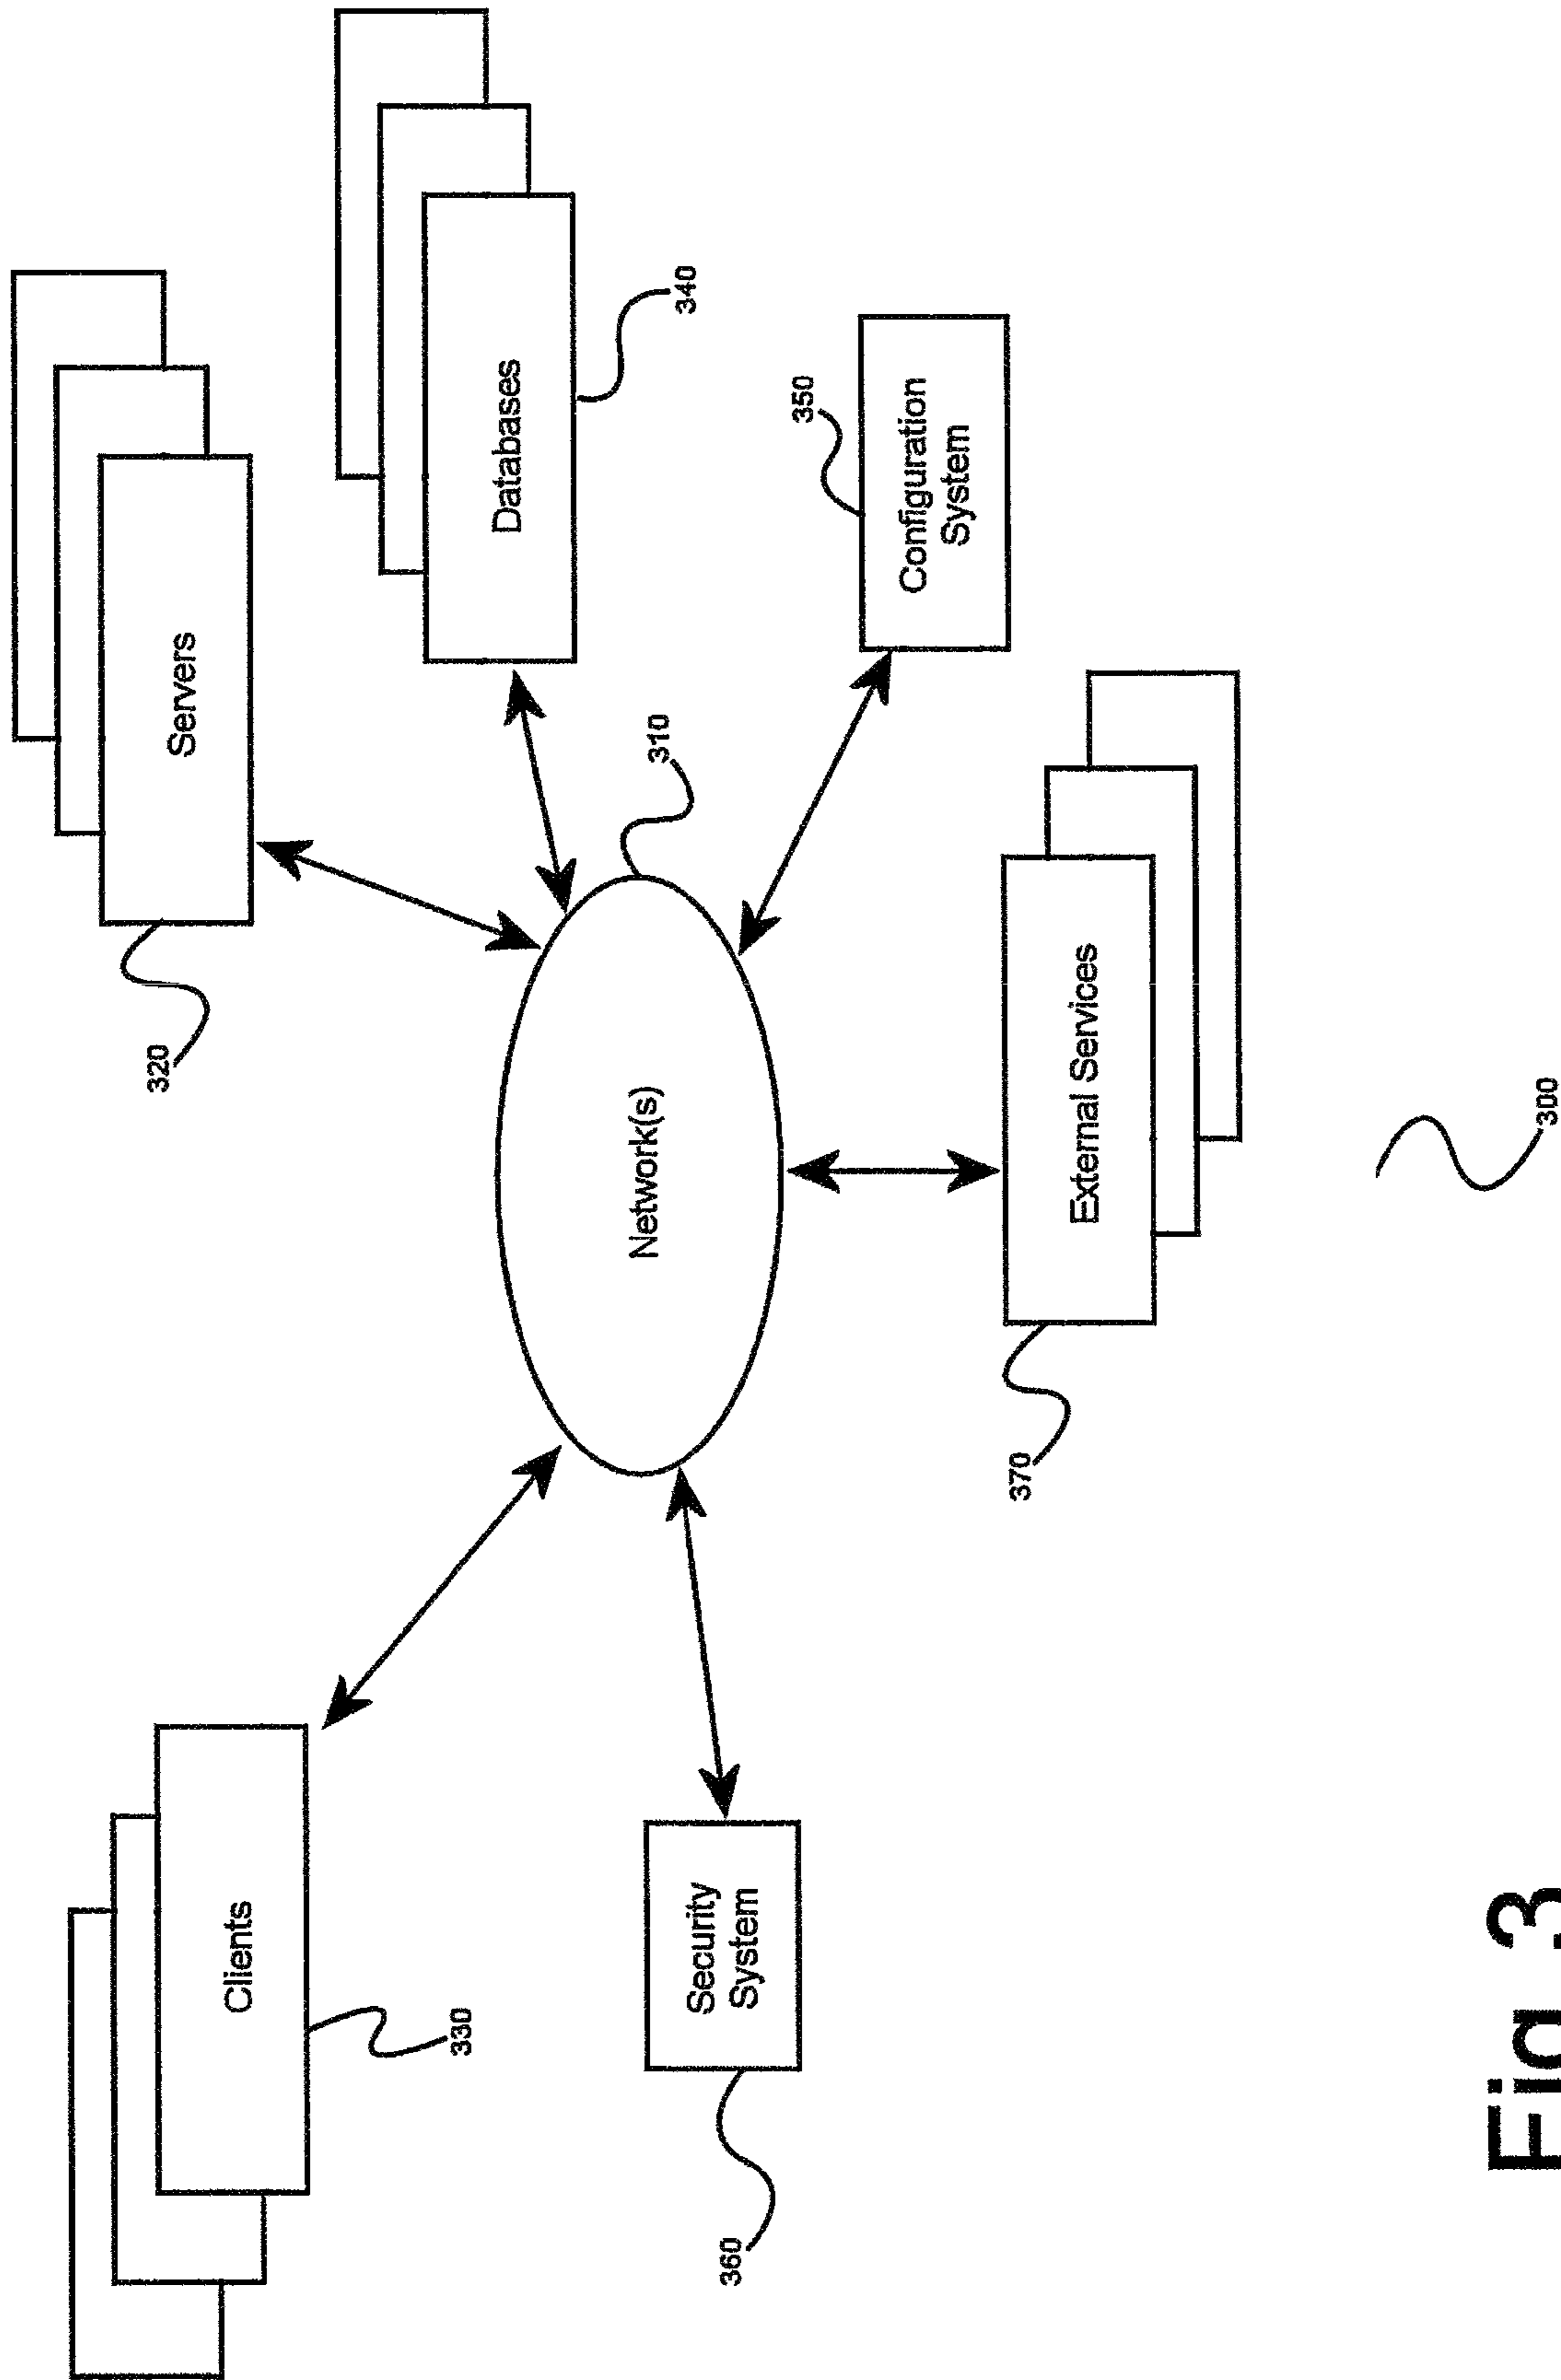 Servers
320
Clients
330
Databases
340
Network(s)
310
Security
System
360
350
Configuration
System
External Services
370
300
Fig. 3